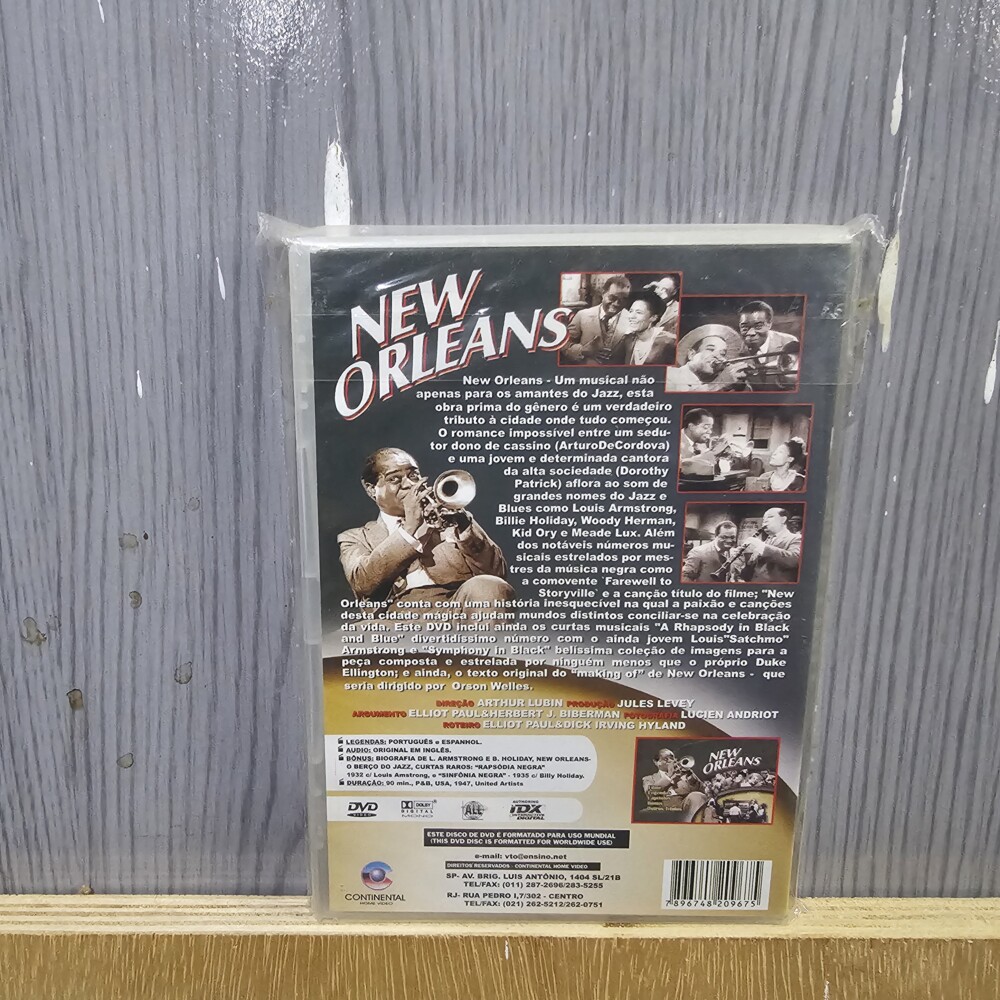 NEW
ORLEANS
New Orleans - Um musical não
apenas para os amantes do Jazz, esta
obra prima do gênero é um verdadeiro
tributo à cidade onde tudo começou.
O romance impossível entre um sedu-
tor dono de cassino (ArturoDeCordova)
e uma jovem e determinada cantora
da alta sociedade (Dorothy
Patrick) aflora ao som de
grandes nomes do Jazz e
Blues como Louis Armstrong,
Billie Holiday, Woody Herman,
Kid Ory e Meade Lux. Além
dos notáveis números mu-
sicais estrelados por mes-
tres da música negra como
a comovente `Farewell to
Storyville` e a canção título do filme; "New
Orleans" conta com uma história inesquecível na qual a paixão e canções
desta cidade mágica ajudam mundos distintos conciliar-se na celebração
da vida. Este DVD inclui ainda os curtas musicais "A Rhapsody in Black
and Blue" divertidíssimo número com o ainda jovem Louis"Satchmo"
Armstrong e "Symphony in Black" belíssima coleção de imagens para a
peça composta e estrelada por ninguém menos que o próprio Duke
Ellington; e ainda, o texto original do "making of" de New Orleans - que
seria dirigido por Orson Welles.
DIREÇÃO ARTHUR LUBIN PRODUÇÃO JULES LEVEY
ARGUMENTO ELLIOT PAUL&HERBERT J. BIBERMAN FOTOGRAFIA LUCIEN ANDRIOT
ROTEIRO ELLIOT PAUL&DICK IRVING HYLAND
LEGENDAS: PORTUGUÊS e ESPANHOL.
AUDIO: ORIGINAL EM INGLÊS.
BÔNUS: BIOGRAFIA DE L. ARMSTRONG E B. HOLIDAY, NEW ORLEANS-
O BERÇO DO JAZZ, CURTAS RAROS: "RAPSÓDIA NEGRA"
1932 c/ Louis Amstrong, e "SINFÔNIA NEGRA" - 1935 c/ Billy Holiday.
DURAÇÃO: 90 min., P&B, USA, 1947, United Artists
NEW
ORLEANS
DVD
VIDEO
DOLBY
DIGITAL
ALL
AUTHORING
IDX
INTERACTIVE
DIGITAL
ESTE DISCO DE DVD É FORMATADO PARA USO MUNDIAL
(THIS DVD DISC IS FORMATTED FOR WORLDWIDE USE)
e-mail: vto@ensino.net
DIREITOS RESERVADOS - CONTINENTAL HOME VIDEO
SP- AV. BRIG. LUIS ANTÔNIO, 1404 SL/21B
TEL/FAX: (011) 287-2696/283-5255
RJ- RUA PEDRO I,7/302 - CENTRO
TEL/FAX: (021) 262-5212/262-0751
CONTINENTAL
HOME VIDEO
7 896748 209675